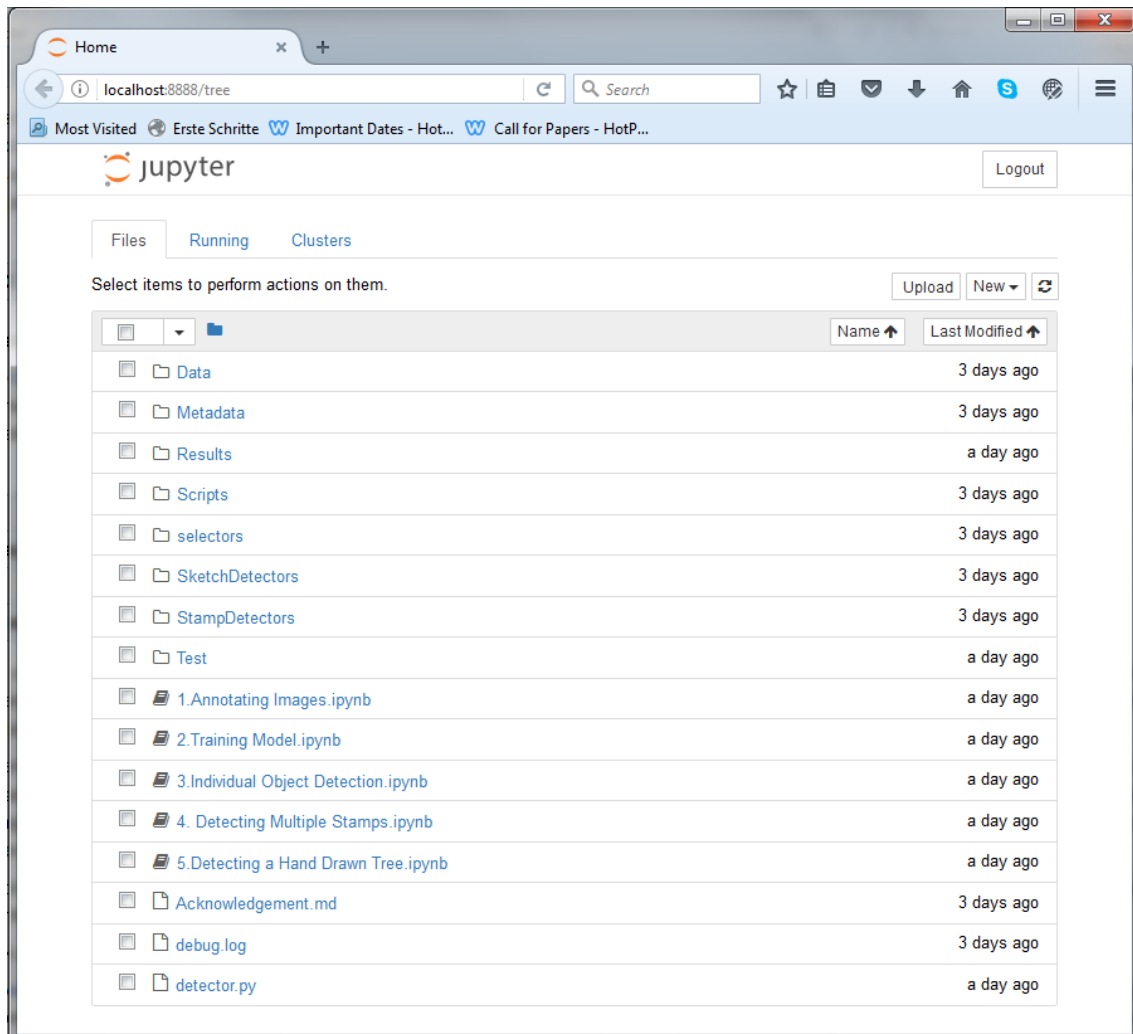 Home
localhost:8888/tree Search
Most Visited Erste Schritte Important Dates - Hot... Call for Papers - HotP...
jupyter Logout
Files Running Clusters
Select items to perform actions on them. Upload New
Name Last Modified
Data 3 days ago
Metadata 3 days ago
Results a day ago
Scripts 3 days ago
selectors 3 days ago
SketchDetectors 3 days ago
StampDetectors 3 days ago
Test a day ago
1.Annotating Images.ipynb a day ago
2.Training Model.ipynb a day ago
3.Individual Object Detection.ipynb a day ago
4. Detecting Multiple Stamps.ipynb a day ago
5.Detecting a Hand Drawn Tree.ipynb a day ago
Acknowledgement.md 3 days ago
debug.log 3 days ago
detector.py a day ago